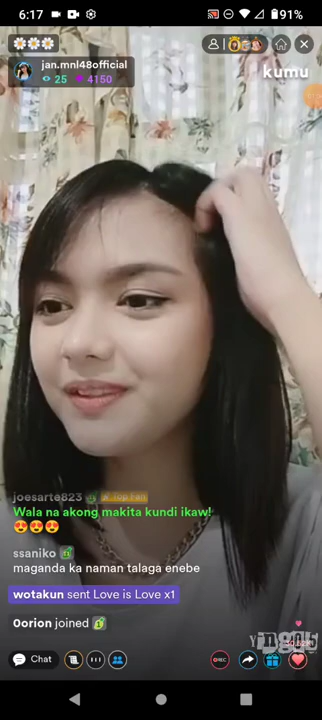 6:17
91%
jan.mnl48official
25 4150
kumu
joesarte823
Wala na akong makita kundi ikaw!
ssaniko
maganda ka naman talaga enebe
wotakun sent Love is Love x1
0orion joined
Chat
REC